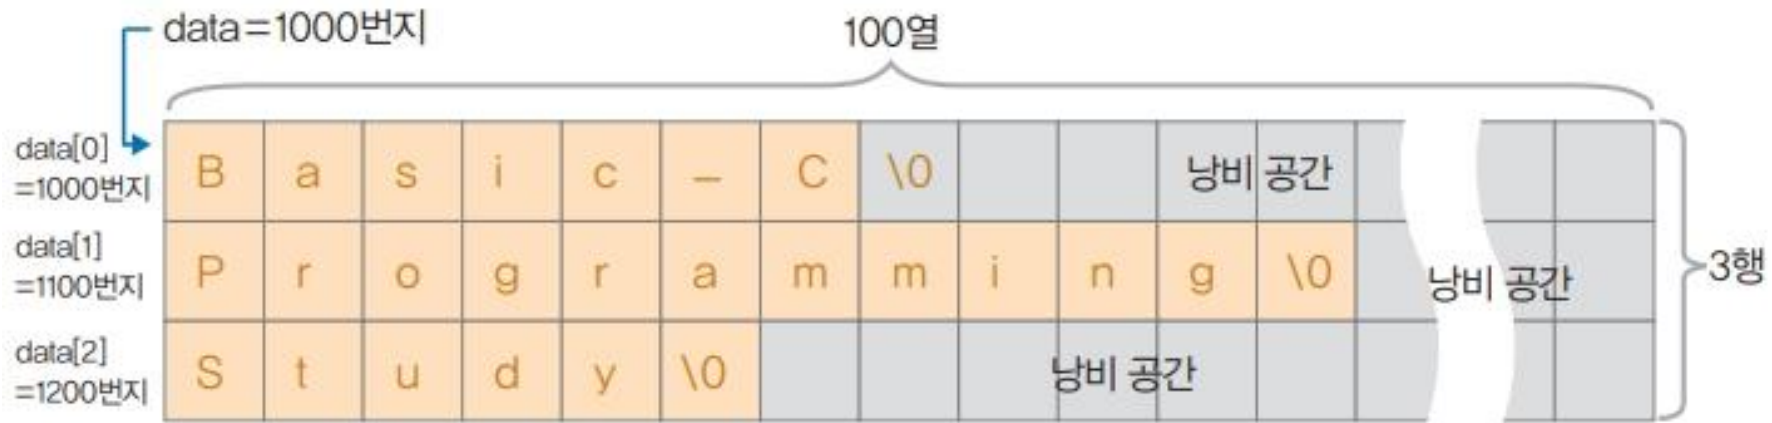 data=1000번지
100열
data[0]
=1000번지
B a s i c _ C \0 낭비 공간
data[1]
=1100번지
P r o g r a m m i n g \0 낭비 공간
3행
data[2]
=1200번지
S t u d y \0 낭비 공간